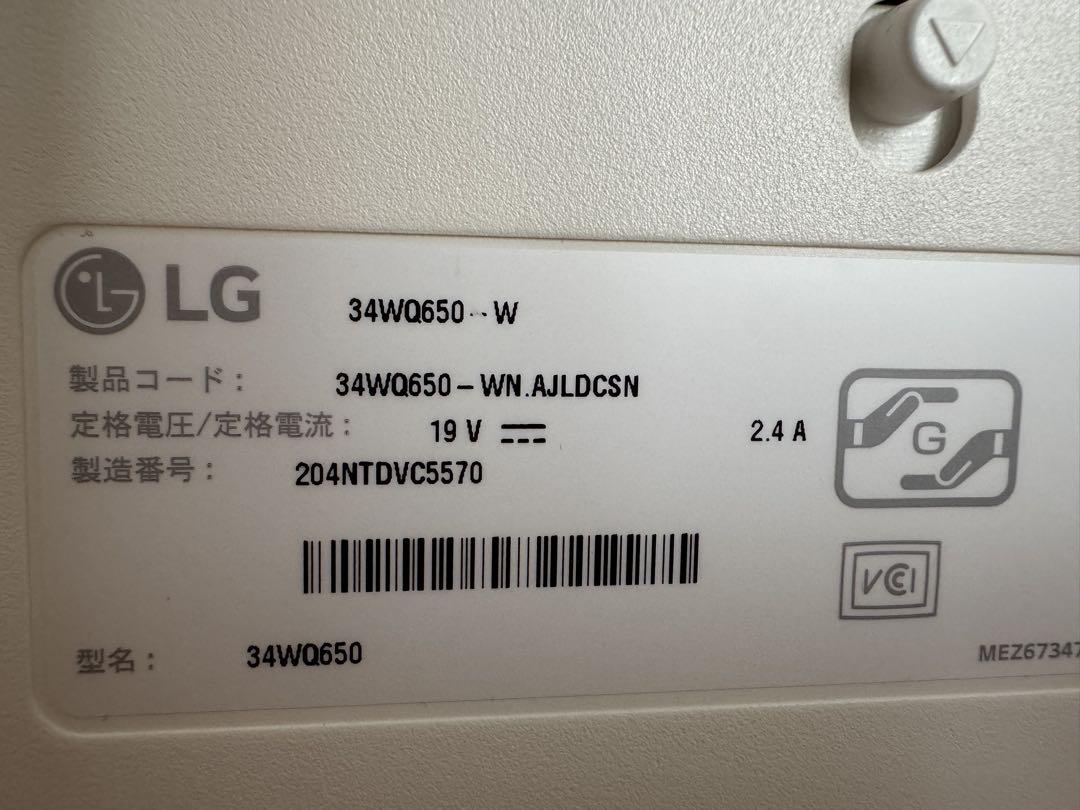 LG 34WQ650--W
製品コード： 34WQ650-WN.AJLDCSN
定格電圧/定格電流： 19 V ⎓ 2.4 A
製造番号： 204NTDVC5570
G
VCCI
型名： 34WQ650
MEZ67347